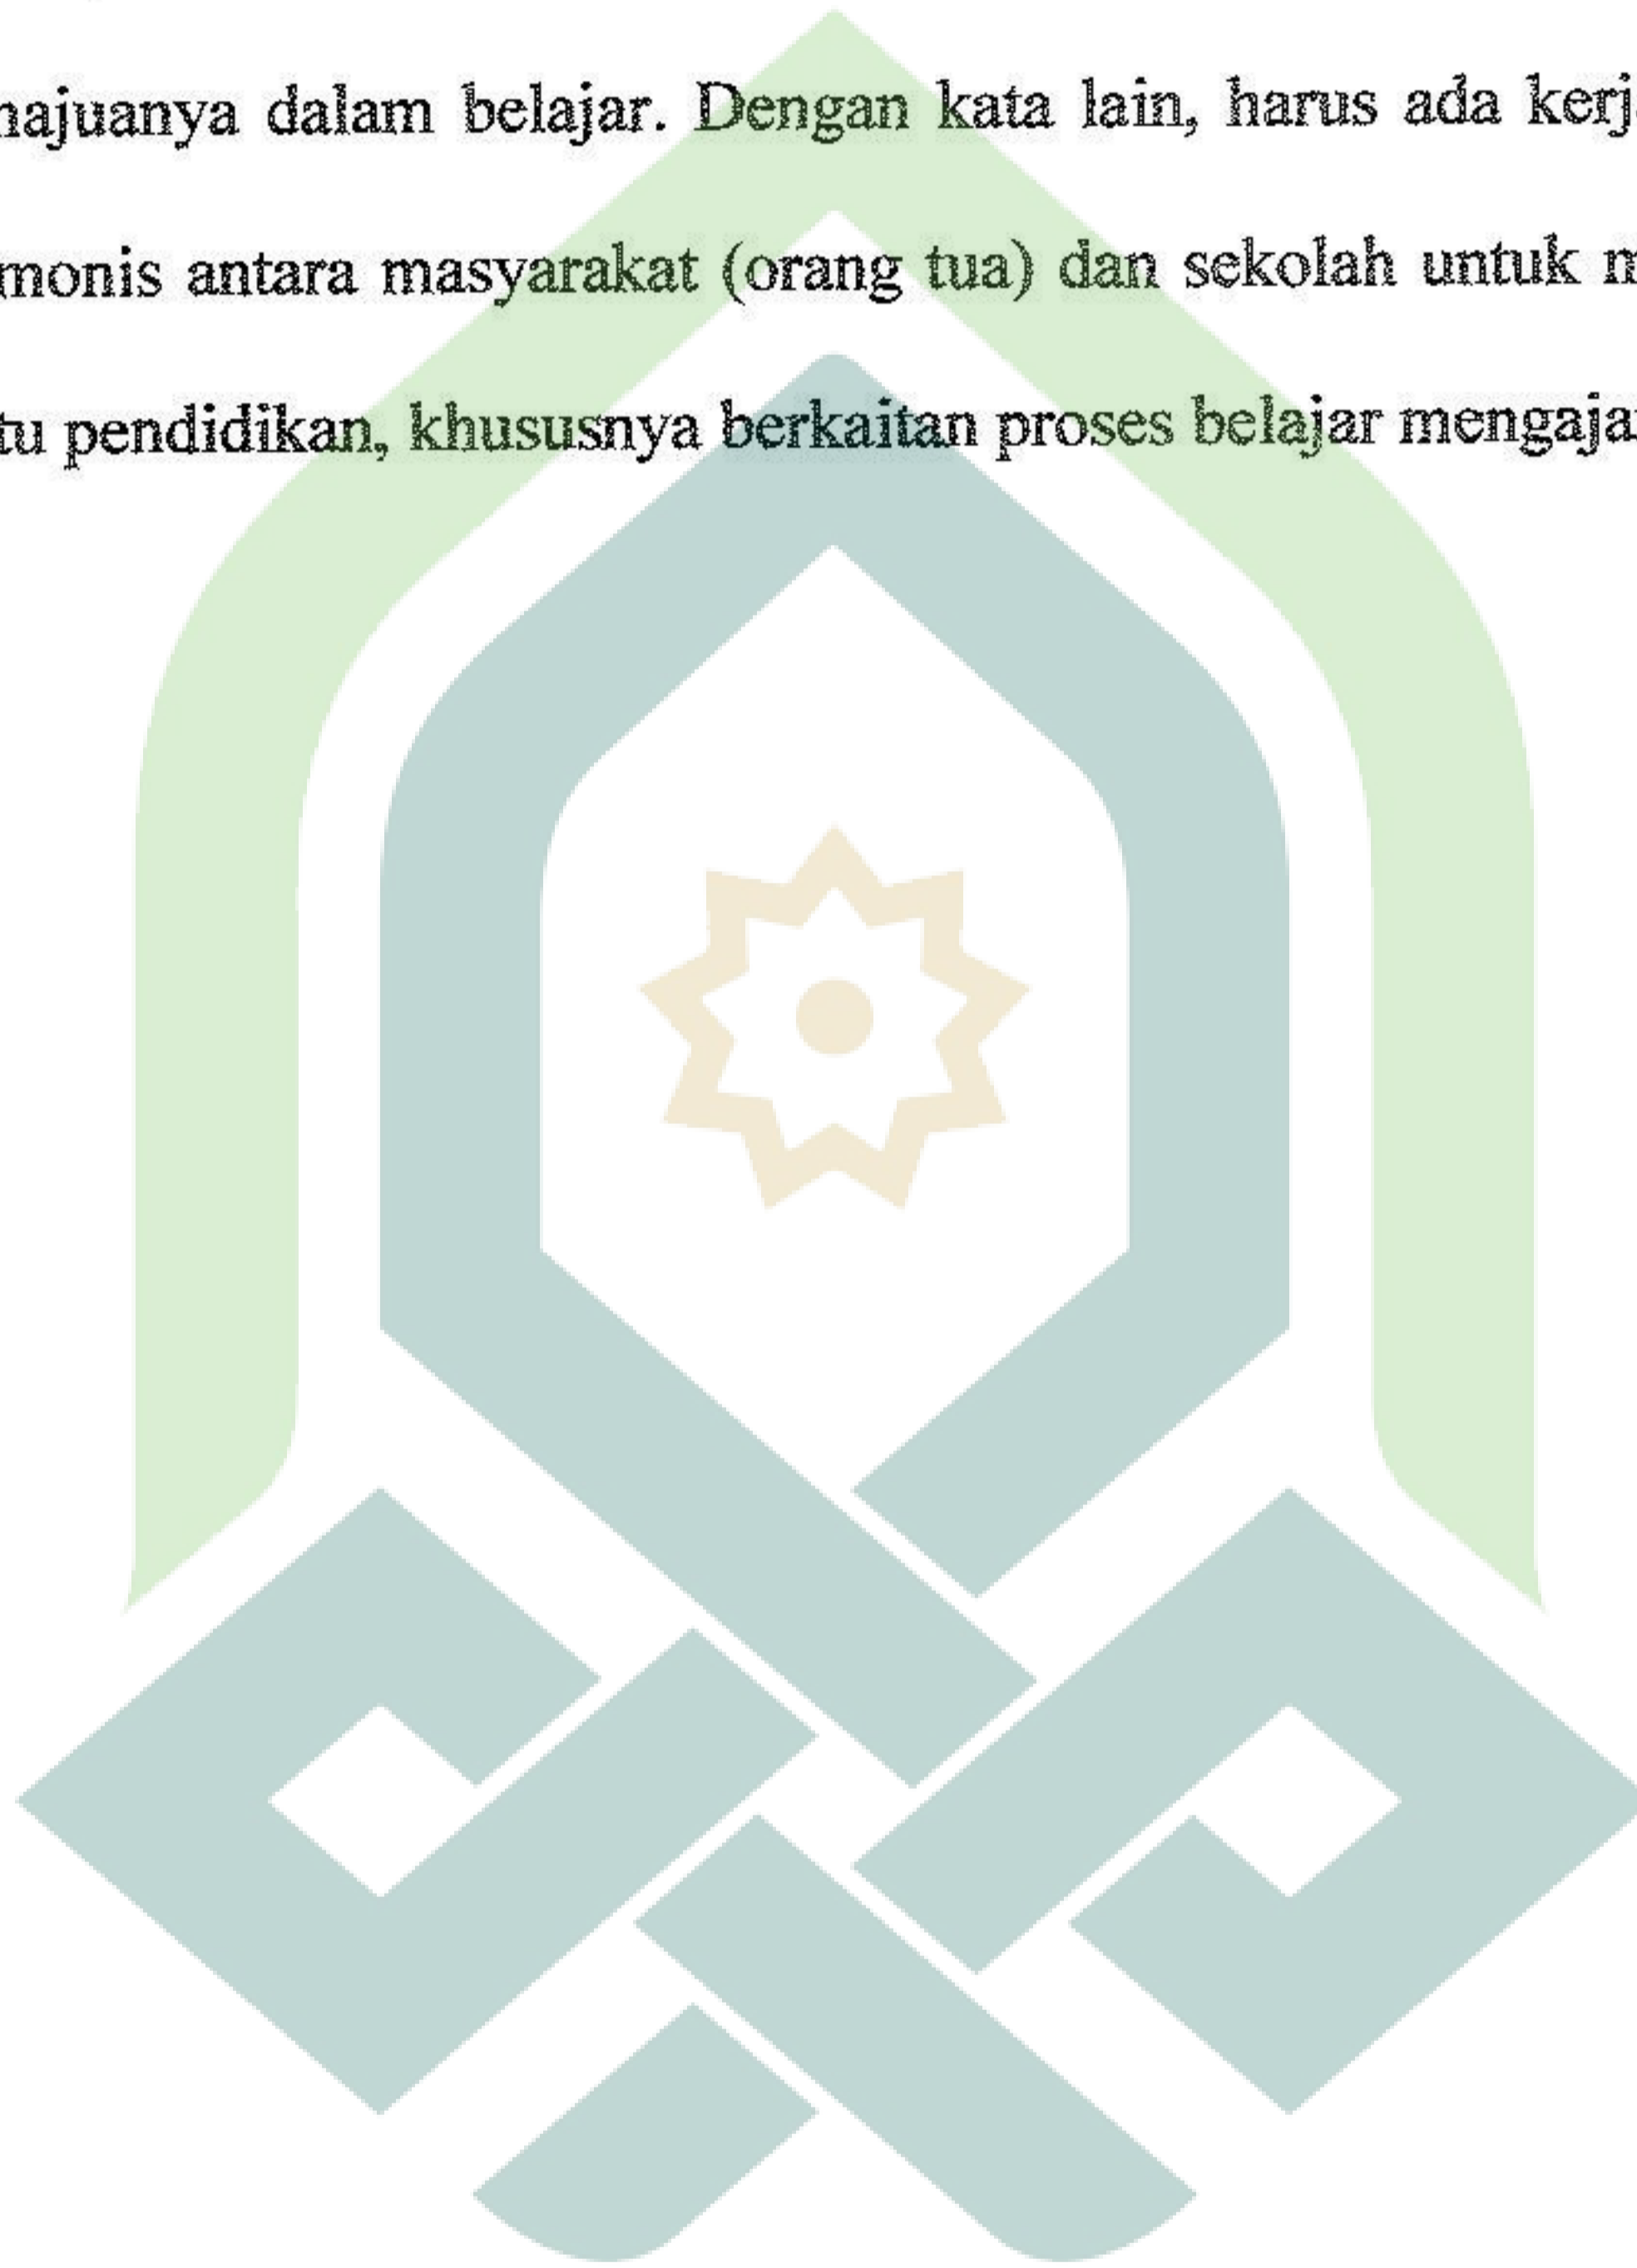 majuanya dalam belajar. Dengan kata lain, harus ada kerj
monis antara masyarakat (orang tua) dan sekolah untuk m
tu pendidikan, khususnya berkaitan proses belajar mengaja